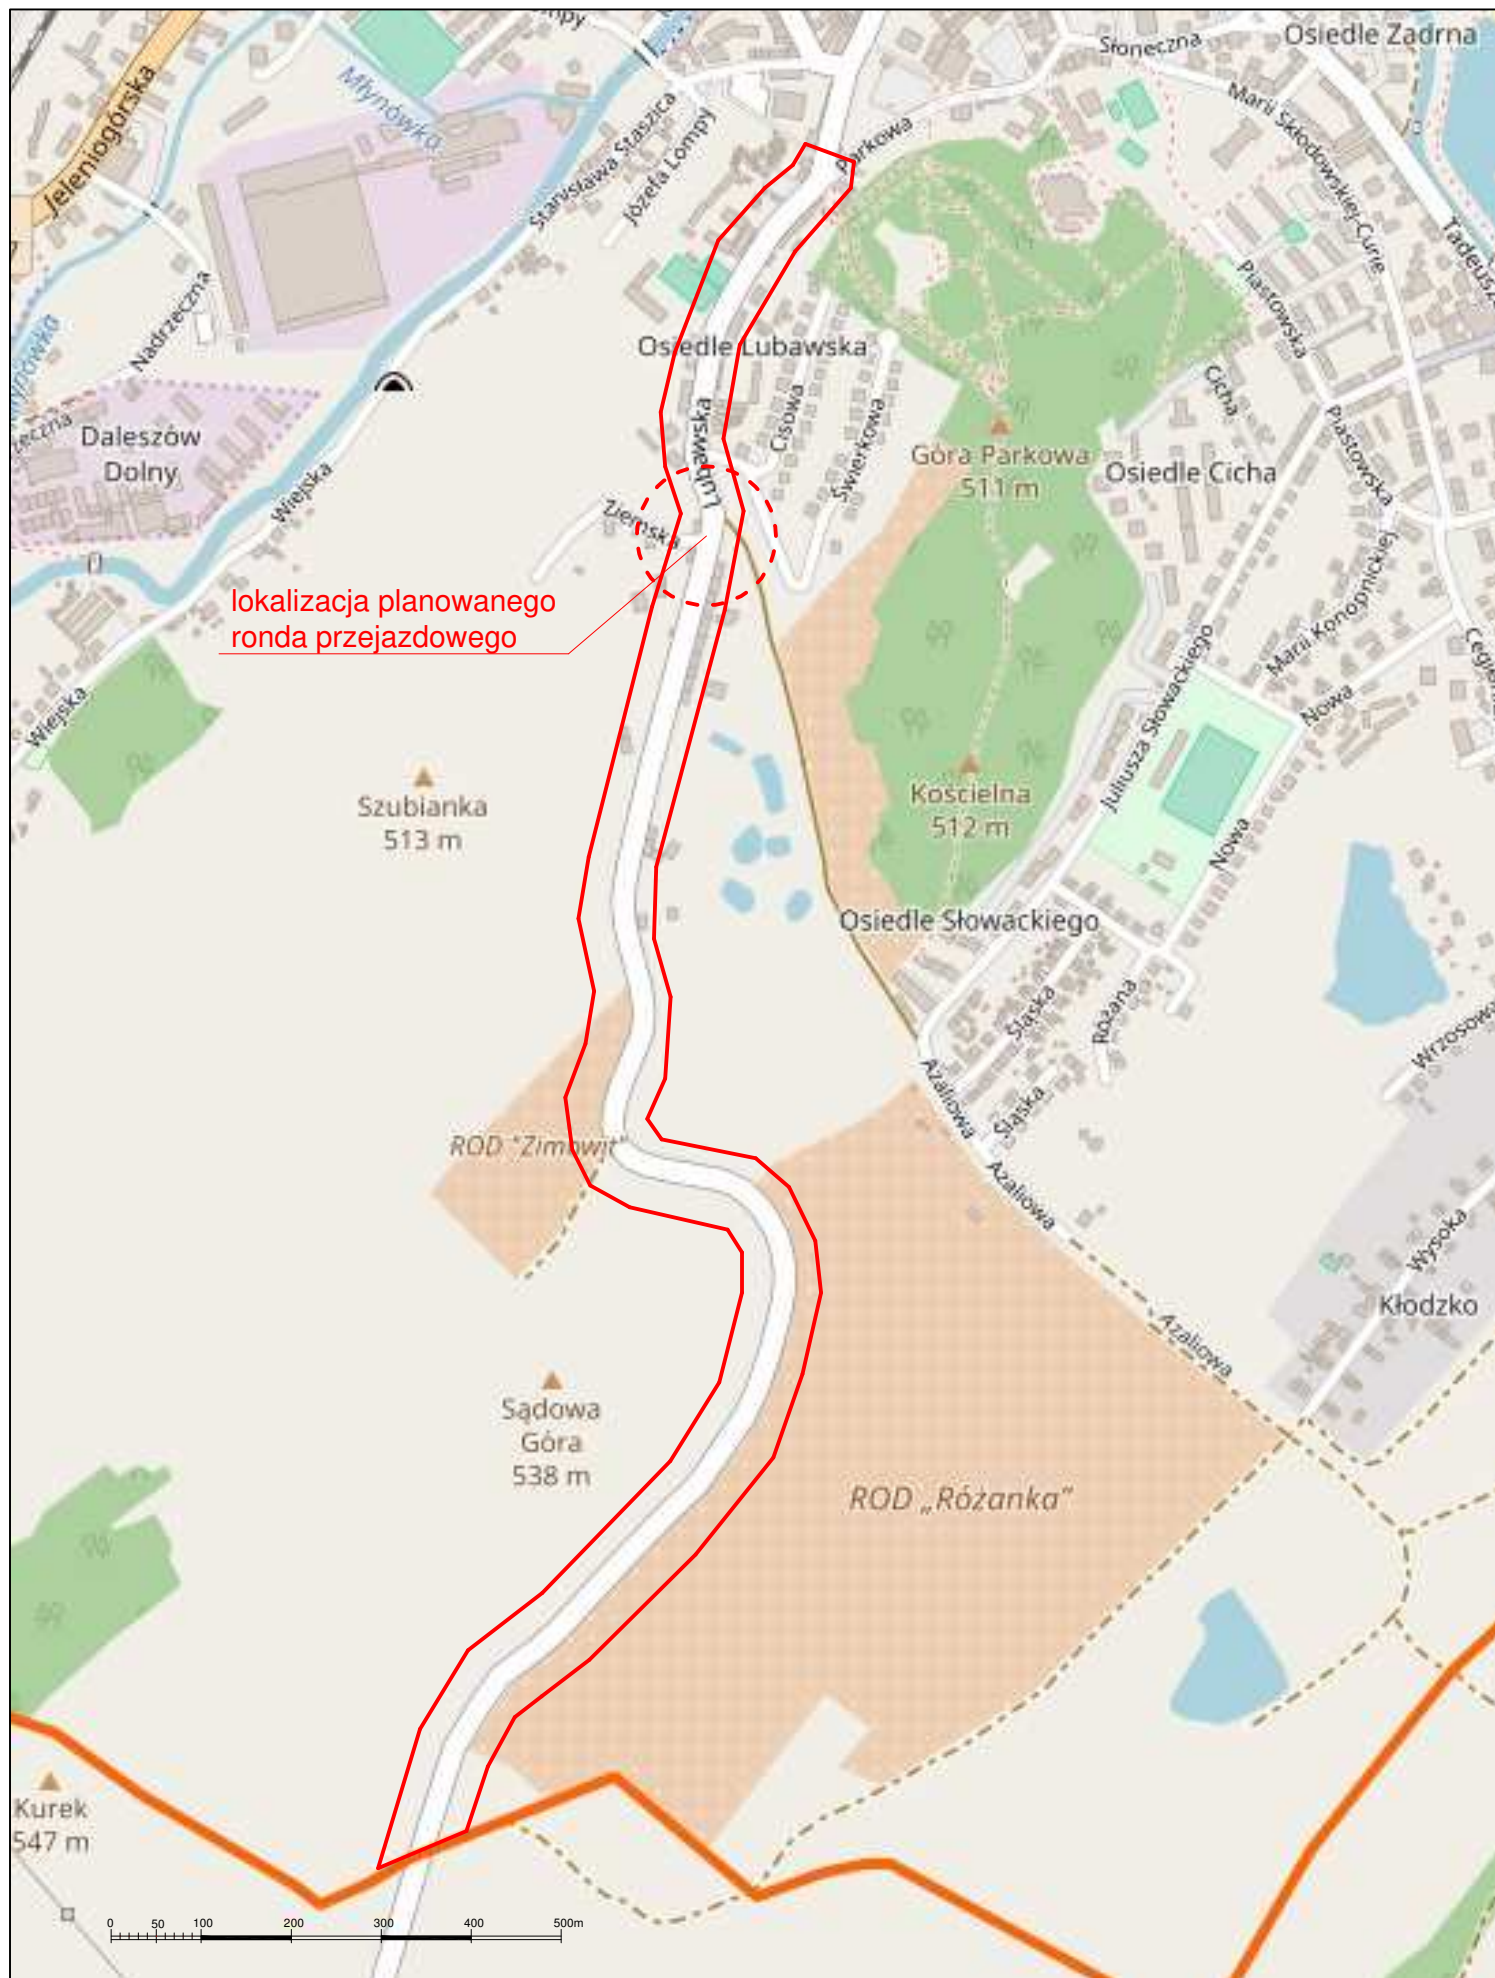 Osiedle Zadrna
Słoneczna
Jeleniogórska
Młynówka
Stanisława Staszica
Józefa Lompy
Parkowa
Marii Skłodowskiej-Curie
Nadrzeczna
Piastowska
Osiedle Lubawska
Cisowa
Świerkowa
Cicha
Piastowska
Daleszów
Dolny
Lubawska
Góra Parkowa
511 m
Osiedle Cicha
Wiejska
Ziemska
lokalizacja planowanego
ronda przejazdowego
Marii Konopnickiej
Juliusza Słowackiego
Nowa
Wiejska
Szubianka
513 m
Kościelna
512 m
Nowa
Osiedle Słowackiego
Śląska
Różana
Wrzosowa
Azaliowa
Śląska
ROD "Zimowit"
Azaliowa
Wysoka
Kłodzko
Azaliowa
Sądowa
Góra
538 m
ROD „Różanka”
Kurek
547 m
0 50 100 200 300 400 500m